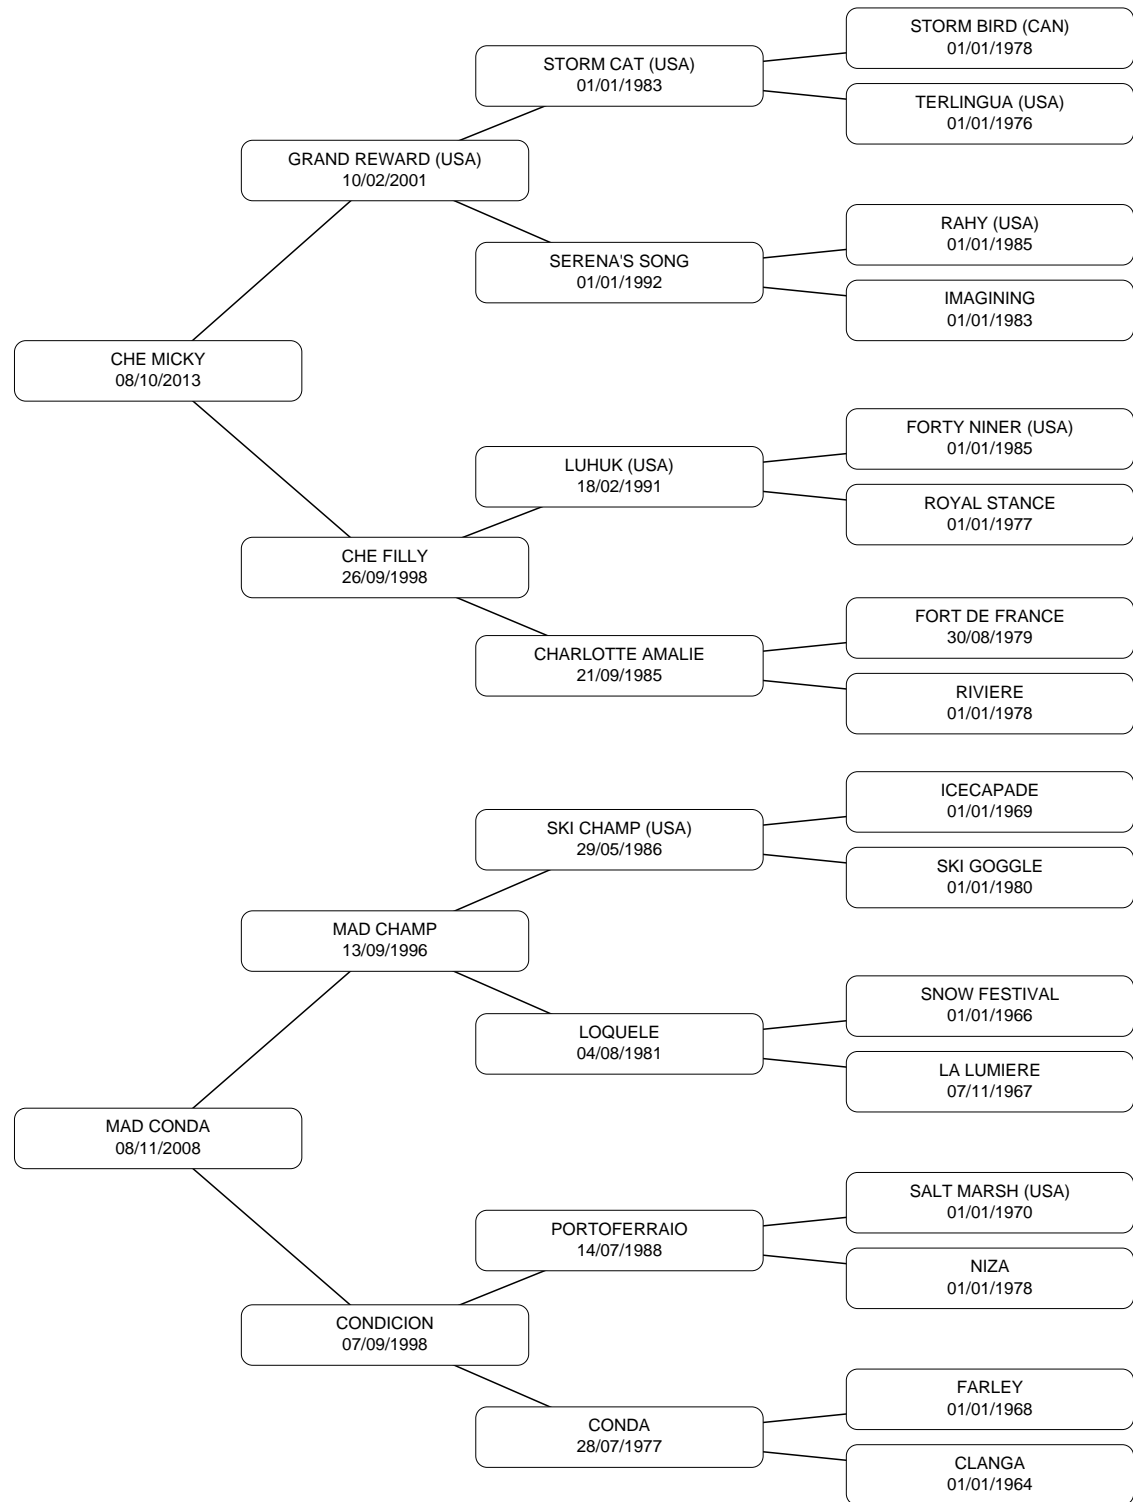 STORM BIRD (CAN)
01/01/1978
STORM CAT (USA)
01/01/1983
TERLINGUA (USA)
01/01/1976
GRAND REWARD (USA)
10/02/2001
RAHY (USA)
01/01/1985
SERENA'S SONG
01/01/1992
IMAGINING
01/01/1983
CHE MICKY
08/10/2013
FORTY NINER (USA)
01/01/1985
LUHUK (USA)
18/02/1991
ROYAL STANCE
01/01/1977
CHE FILLY
26/09/1998
FORT DE FRANCE
30/08/1979
CHARLOTTE AMALIE
21/09/1985
RIVIERE
01/01/1978
ICECAPADE
01/01/1969
SKI CHAMP (USA)
29/05/1986
SKI GOGGLE
01/01/1980
MAD CHAMP
13/09/1996
SNOW FESTIVAL
01/01/1966
LOQUELE
04/08/1981
LA LUMIERE
07/11/1967
MAD CONDA
08/11/2008
SALT MARSH (USA)
01/01/1970
PORTOFERRAIO
14/07/1988
NIZA
01/01/1978
CONDICION
07/09/1998
FARLEY
01/01/1968
CONDA
28/07/1977
CLANGA
01/01/1964